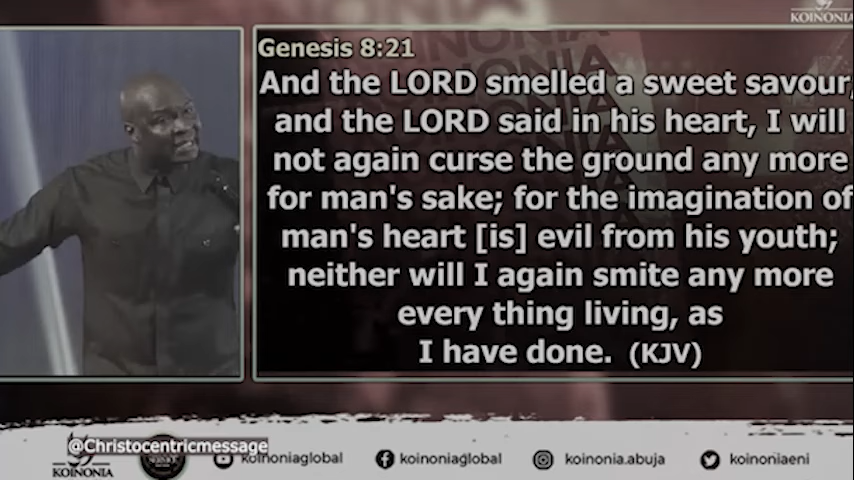 KOINONIA
Genesis 8:21
And the LORD smelled a sweet savour,
and the LORD said in his heart, I will
not again curse the ground any more
for man's sake; for the imagination of
man's heart [is] evil from his youth;
neither will I again smite any more
every thing living, as
I have done. (KJV)
@Christocentricmessage
KOINONIA
koinoniaglobal
koinoniaglobal
koinonia.abuja
koinoniaeni